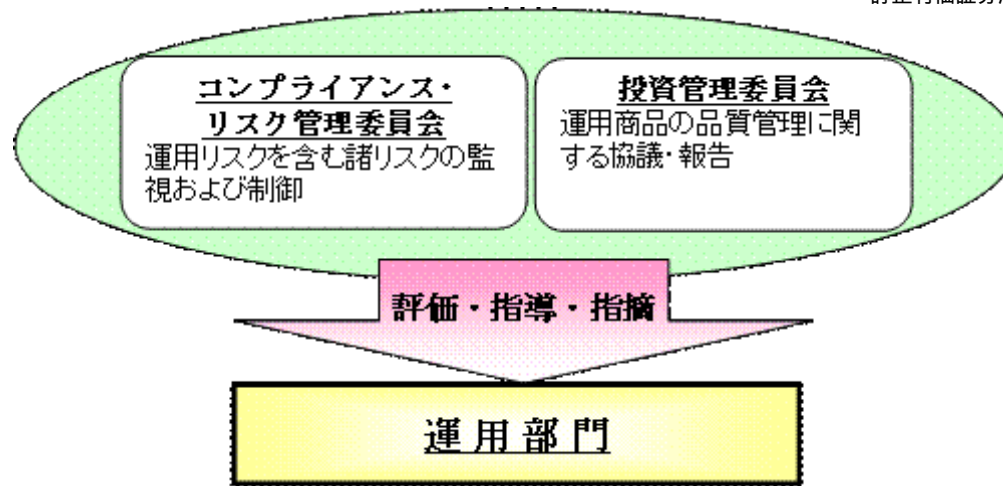 コンプライアンス・
リスク管理委員会
運用リスクを含む諸リスクの監
視および制御
投資管理委員会
運用商品の品質管理に関
する協議・報告
評価・指導・指摘
運用部門